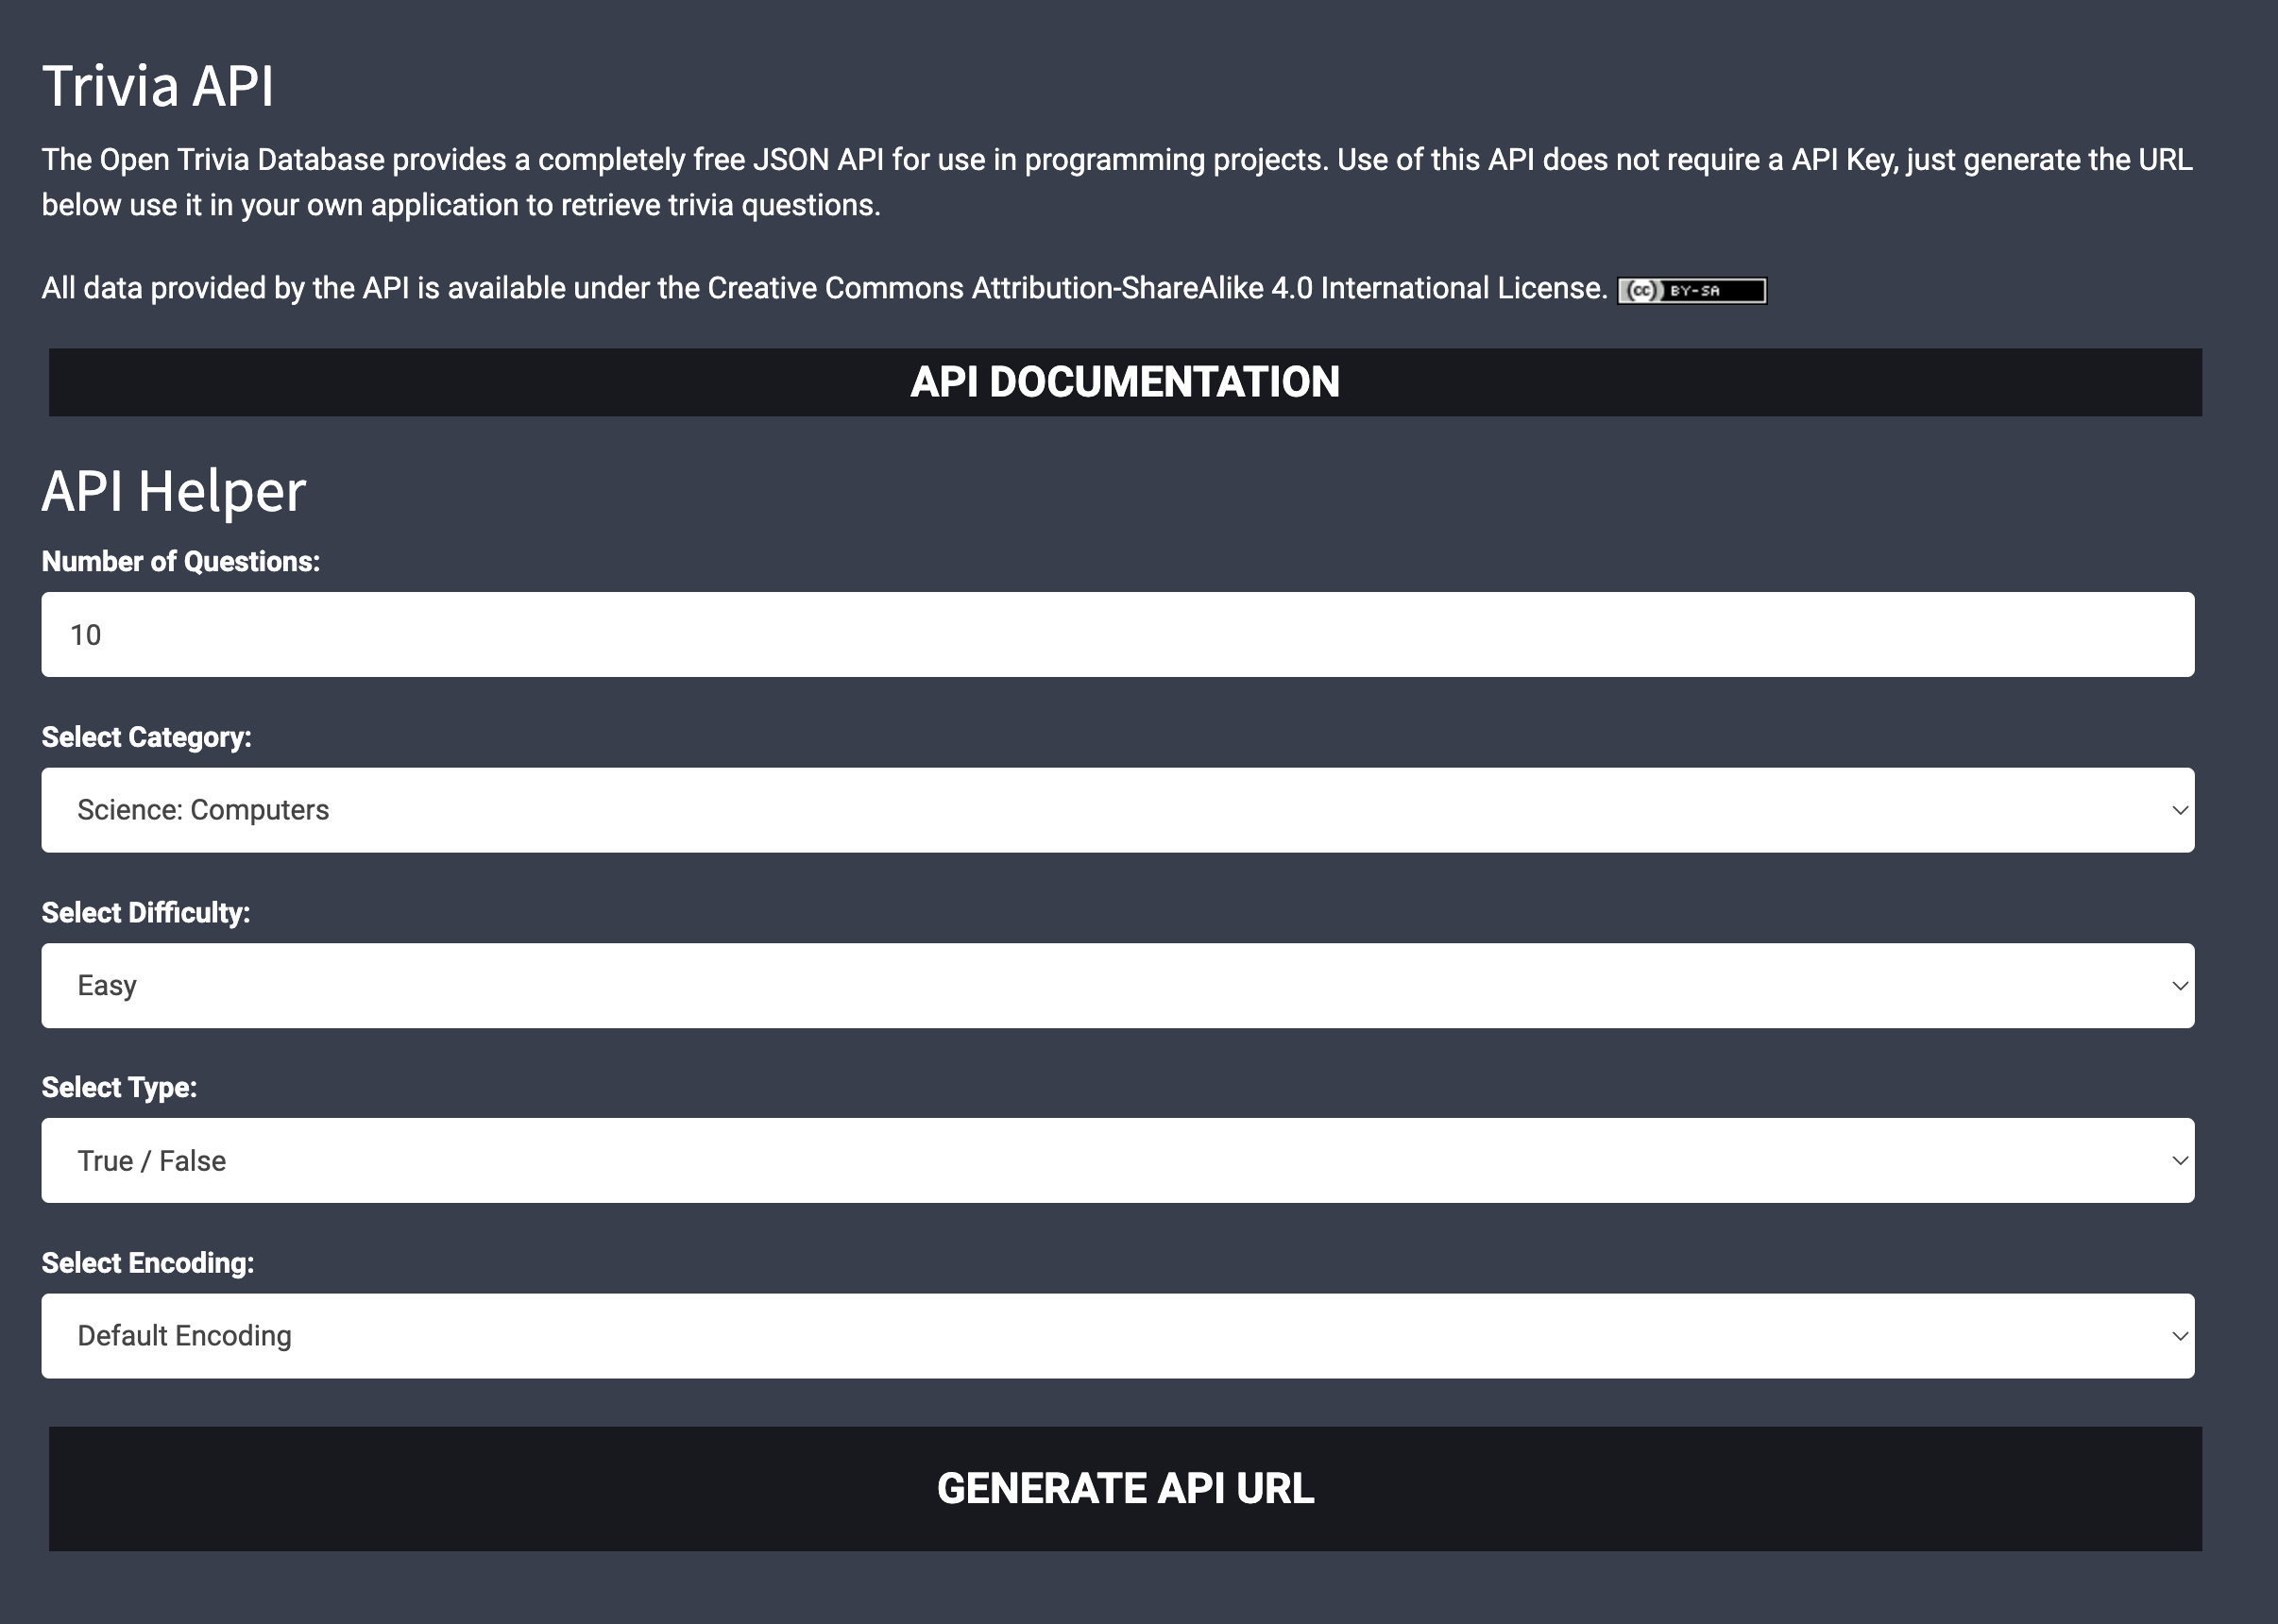 Trivia API
The Open Trivia Database provides a completely free JSON API for use in programming projects. Use of this API does not require a API Key, just generate the URL
below use it in your own application to retrieve trivia questions.
All data provided by the API is available under the Creative Commons Attribution-ShareAlike 4.0 International License. (cc) BY-SA
API DOCUMENTATION
API Helper
Number of Questions:
10
Select Category:
Science: Computers
Select Difficulty:
Easy
Select Type:
True / False
Select Encoding:
Default Encoding
GENERATE API URL